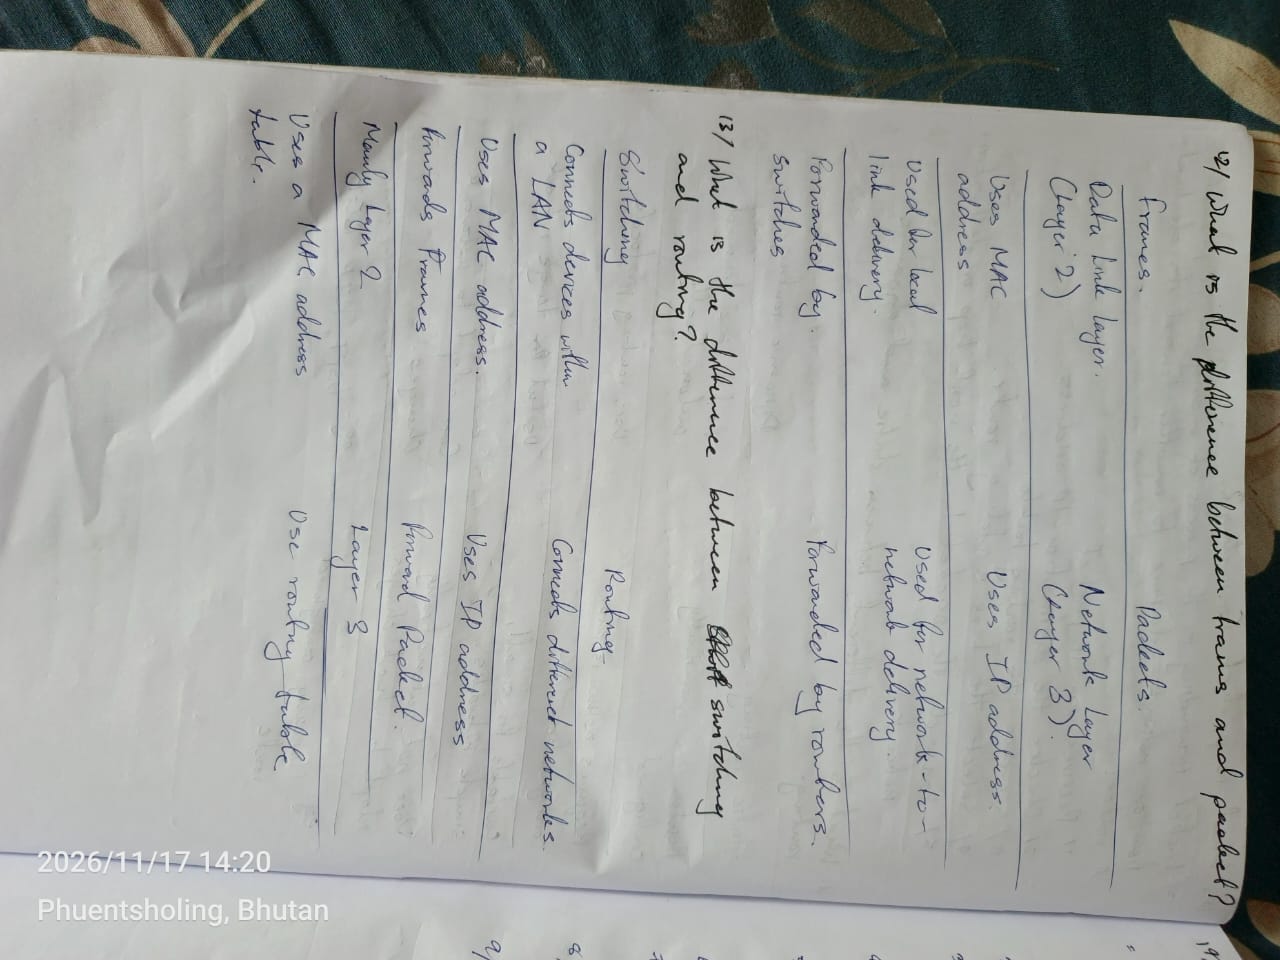 12/ What is the difference between frams and packet?
Frames. Packets.
Data Link Layer. Network Layer
(Layer 2) (Layer 3).
Uses MAC Uses IP address.
address
Used for local Used for network-to-
link delivery. network delivery.
Forwarded by Forwarded by routers.
switches
13/ What is the difference between switching
and routing?
Switching Routing
Connects devices within Connects different networks.
a LAN
Uses MAC address. Uses IP address
Forwards Frames Forward Packet.
Mainly Layer 2 Layer 3
Uses a MAC address Use routing table
table.
2026/11/17 14:20
Phuentsholing, Bhutan